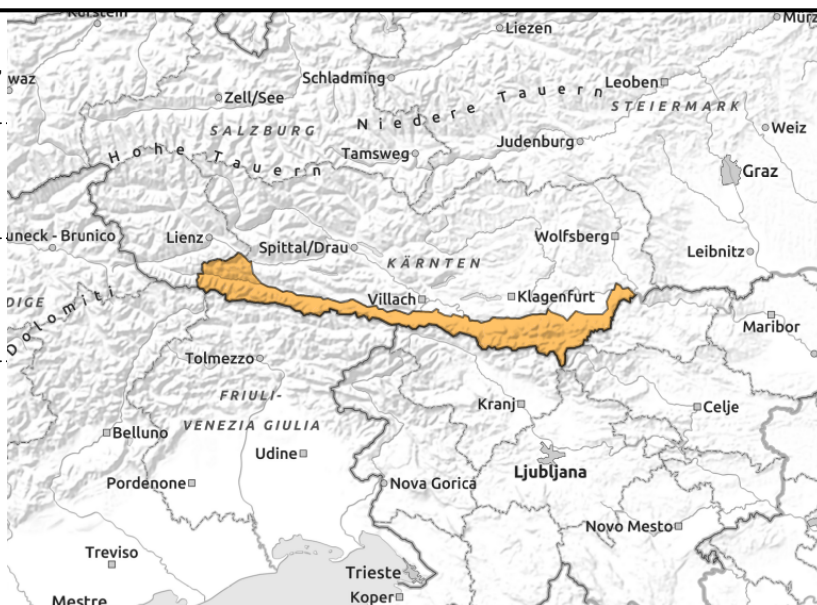 Kufstein
Liezen
Mürz
waz
Schladming
Leoben
Zell/See
Niedere Tauern
STEIERMARK
SALZBURG
Weiz
Hohe Tauern
Tamsweg
Judenburg
Graz
uneck - Brunico
Lienz
Spittal/Drau
Wolfsberg
KÄRNTEN
Leibnitz
DIGE
Dolomiti
Villach
Klagenfurt
Maribor
Tolmezzo
FRIULI-
VENEZIA GIULIA
Kranj
Celje
Belluno
Udine
Ljubljana
Pordenone
Nova Gorica
Novo Mesto
Treviso
Trieste
Mestre
Koper